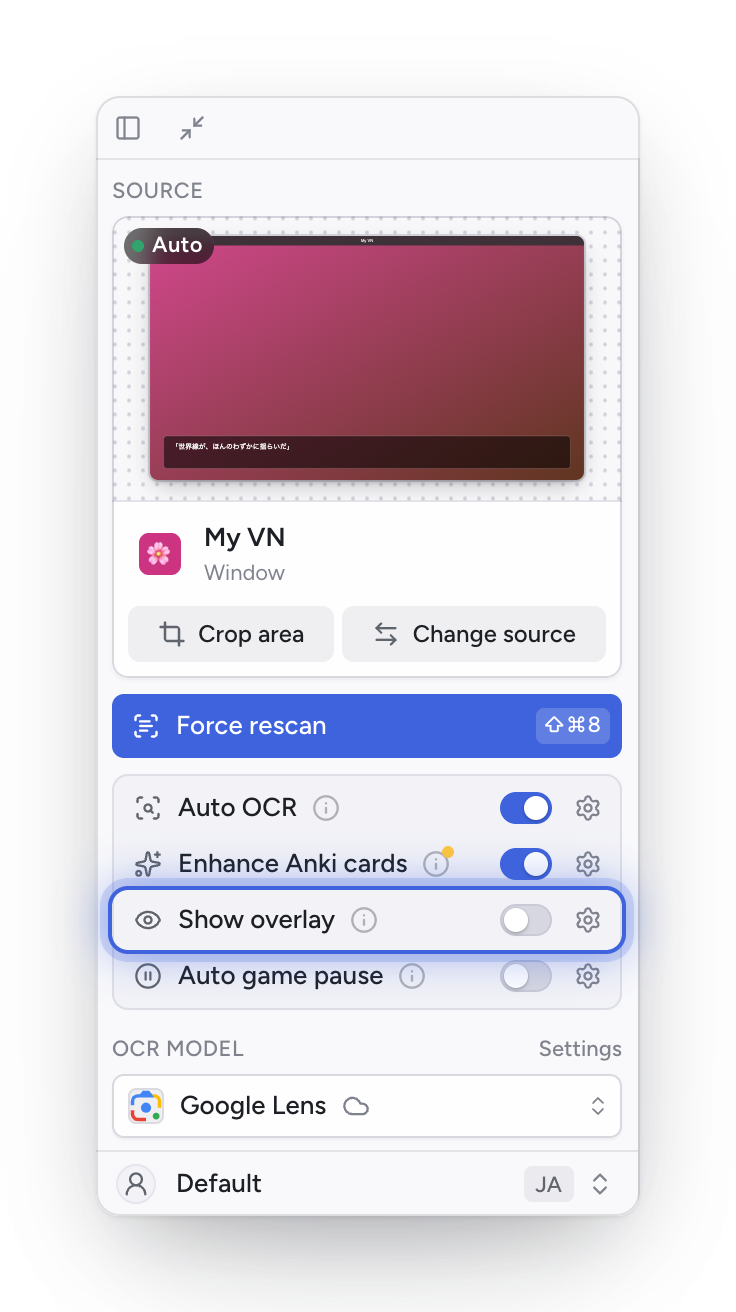 SOURCE
Auto
My VN
「世界線が、ほんのわずかに揺らいだ」
My VN
Window
Crop area
Change source
Force rescan
⇧⌘8
Auto OCR
Enhance Anki cards
Show overlay
Auto game pause
OCR MODEL
Settings
Google Lens
Default
JA